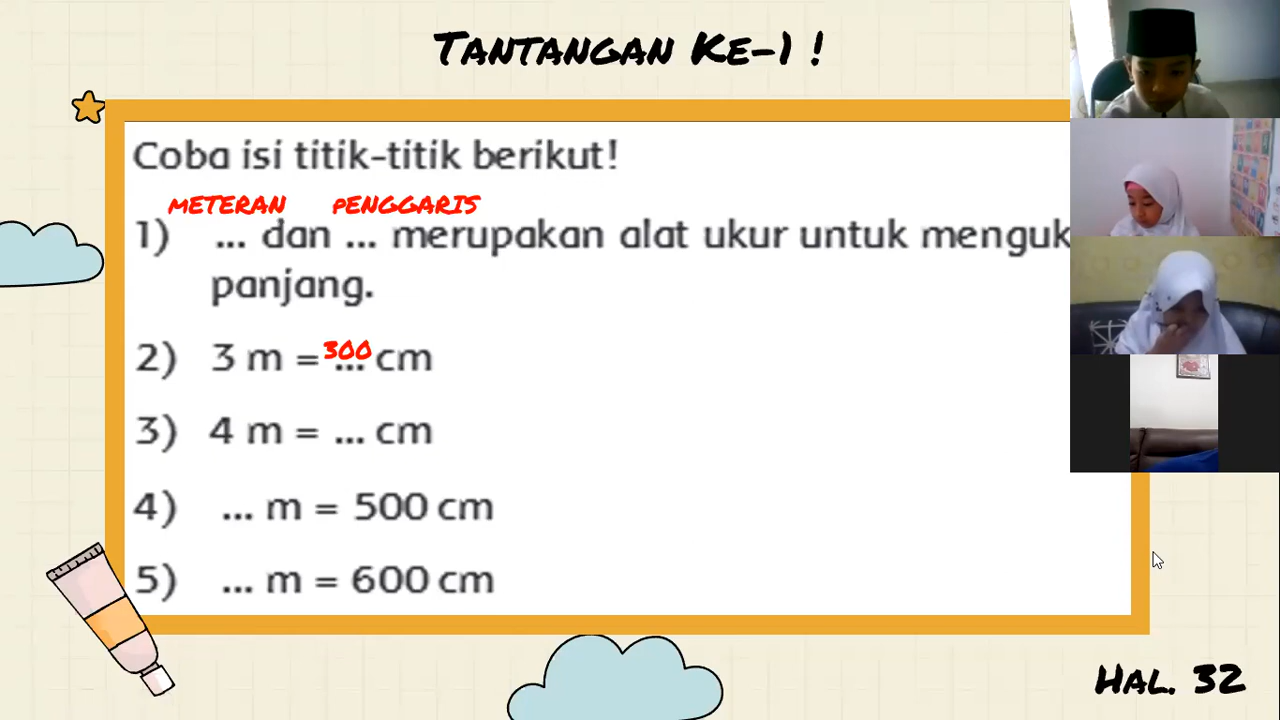 TANTANGAN KE-1 !
Coba isi titik-titik berikut!
METERAN PENGGARIS
1) ... dan ... merupakan alat ukur untuk menguk
panjang.
300
2) 3 m = ... cm
3) 4 m = ... cm
4) ... m = 500 cm
5) ... m = 600 cm
HAL. 32